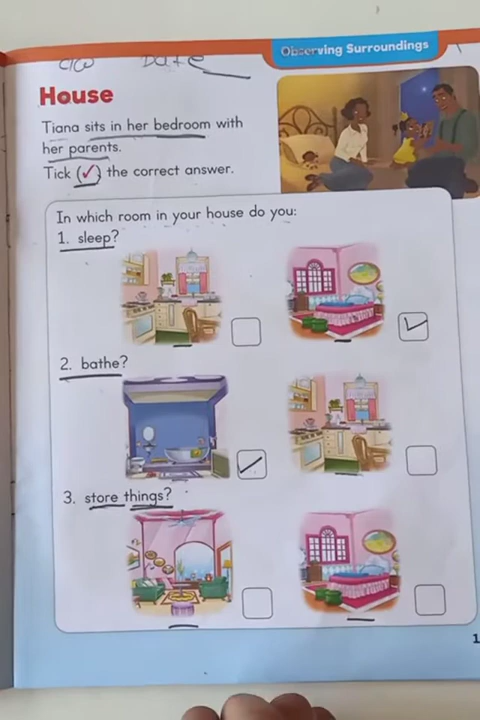 Observing Surroundings
C/W Date
House
Tiana sits in her bedroom with
her parents.
Tick (✓) the correct answer.
In which room in your house do you:
1. sleep?
2. bathe?
3. store things?
1